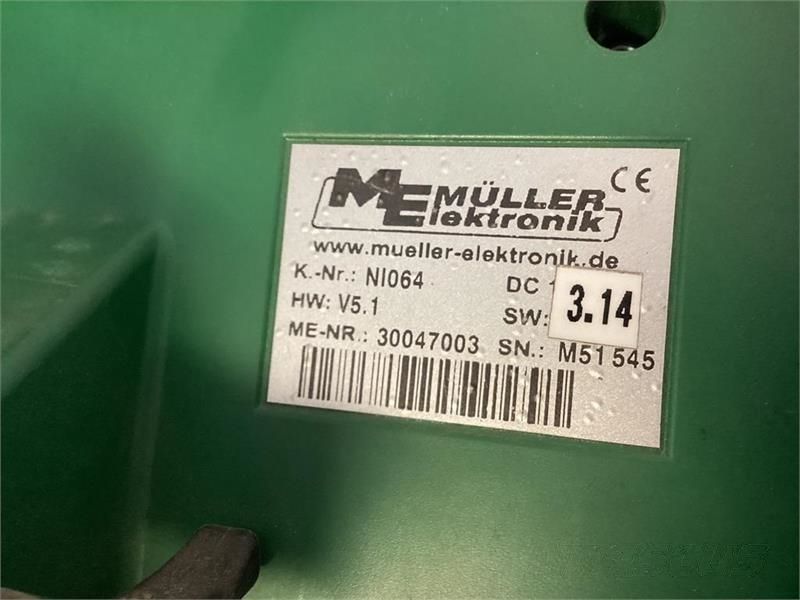 ME MÜLLER Elektronik
CE
www.mueller-elektronik.de
K.-Nr.: NI064 DC
HW: V5.1 SW: 3.14
ME-NR.: 30047003 SN.: M51545